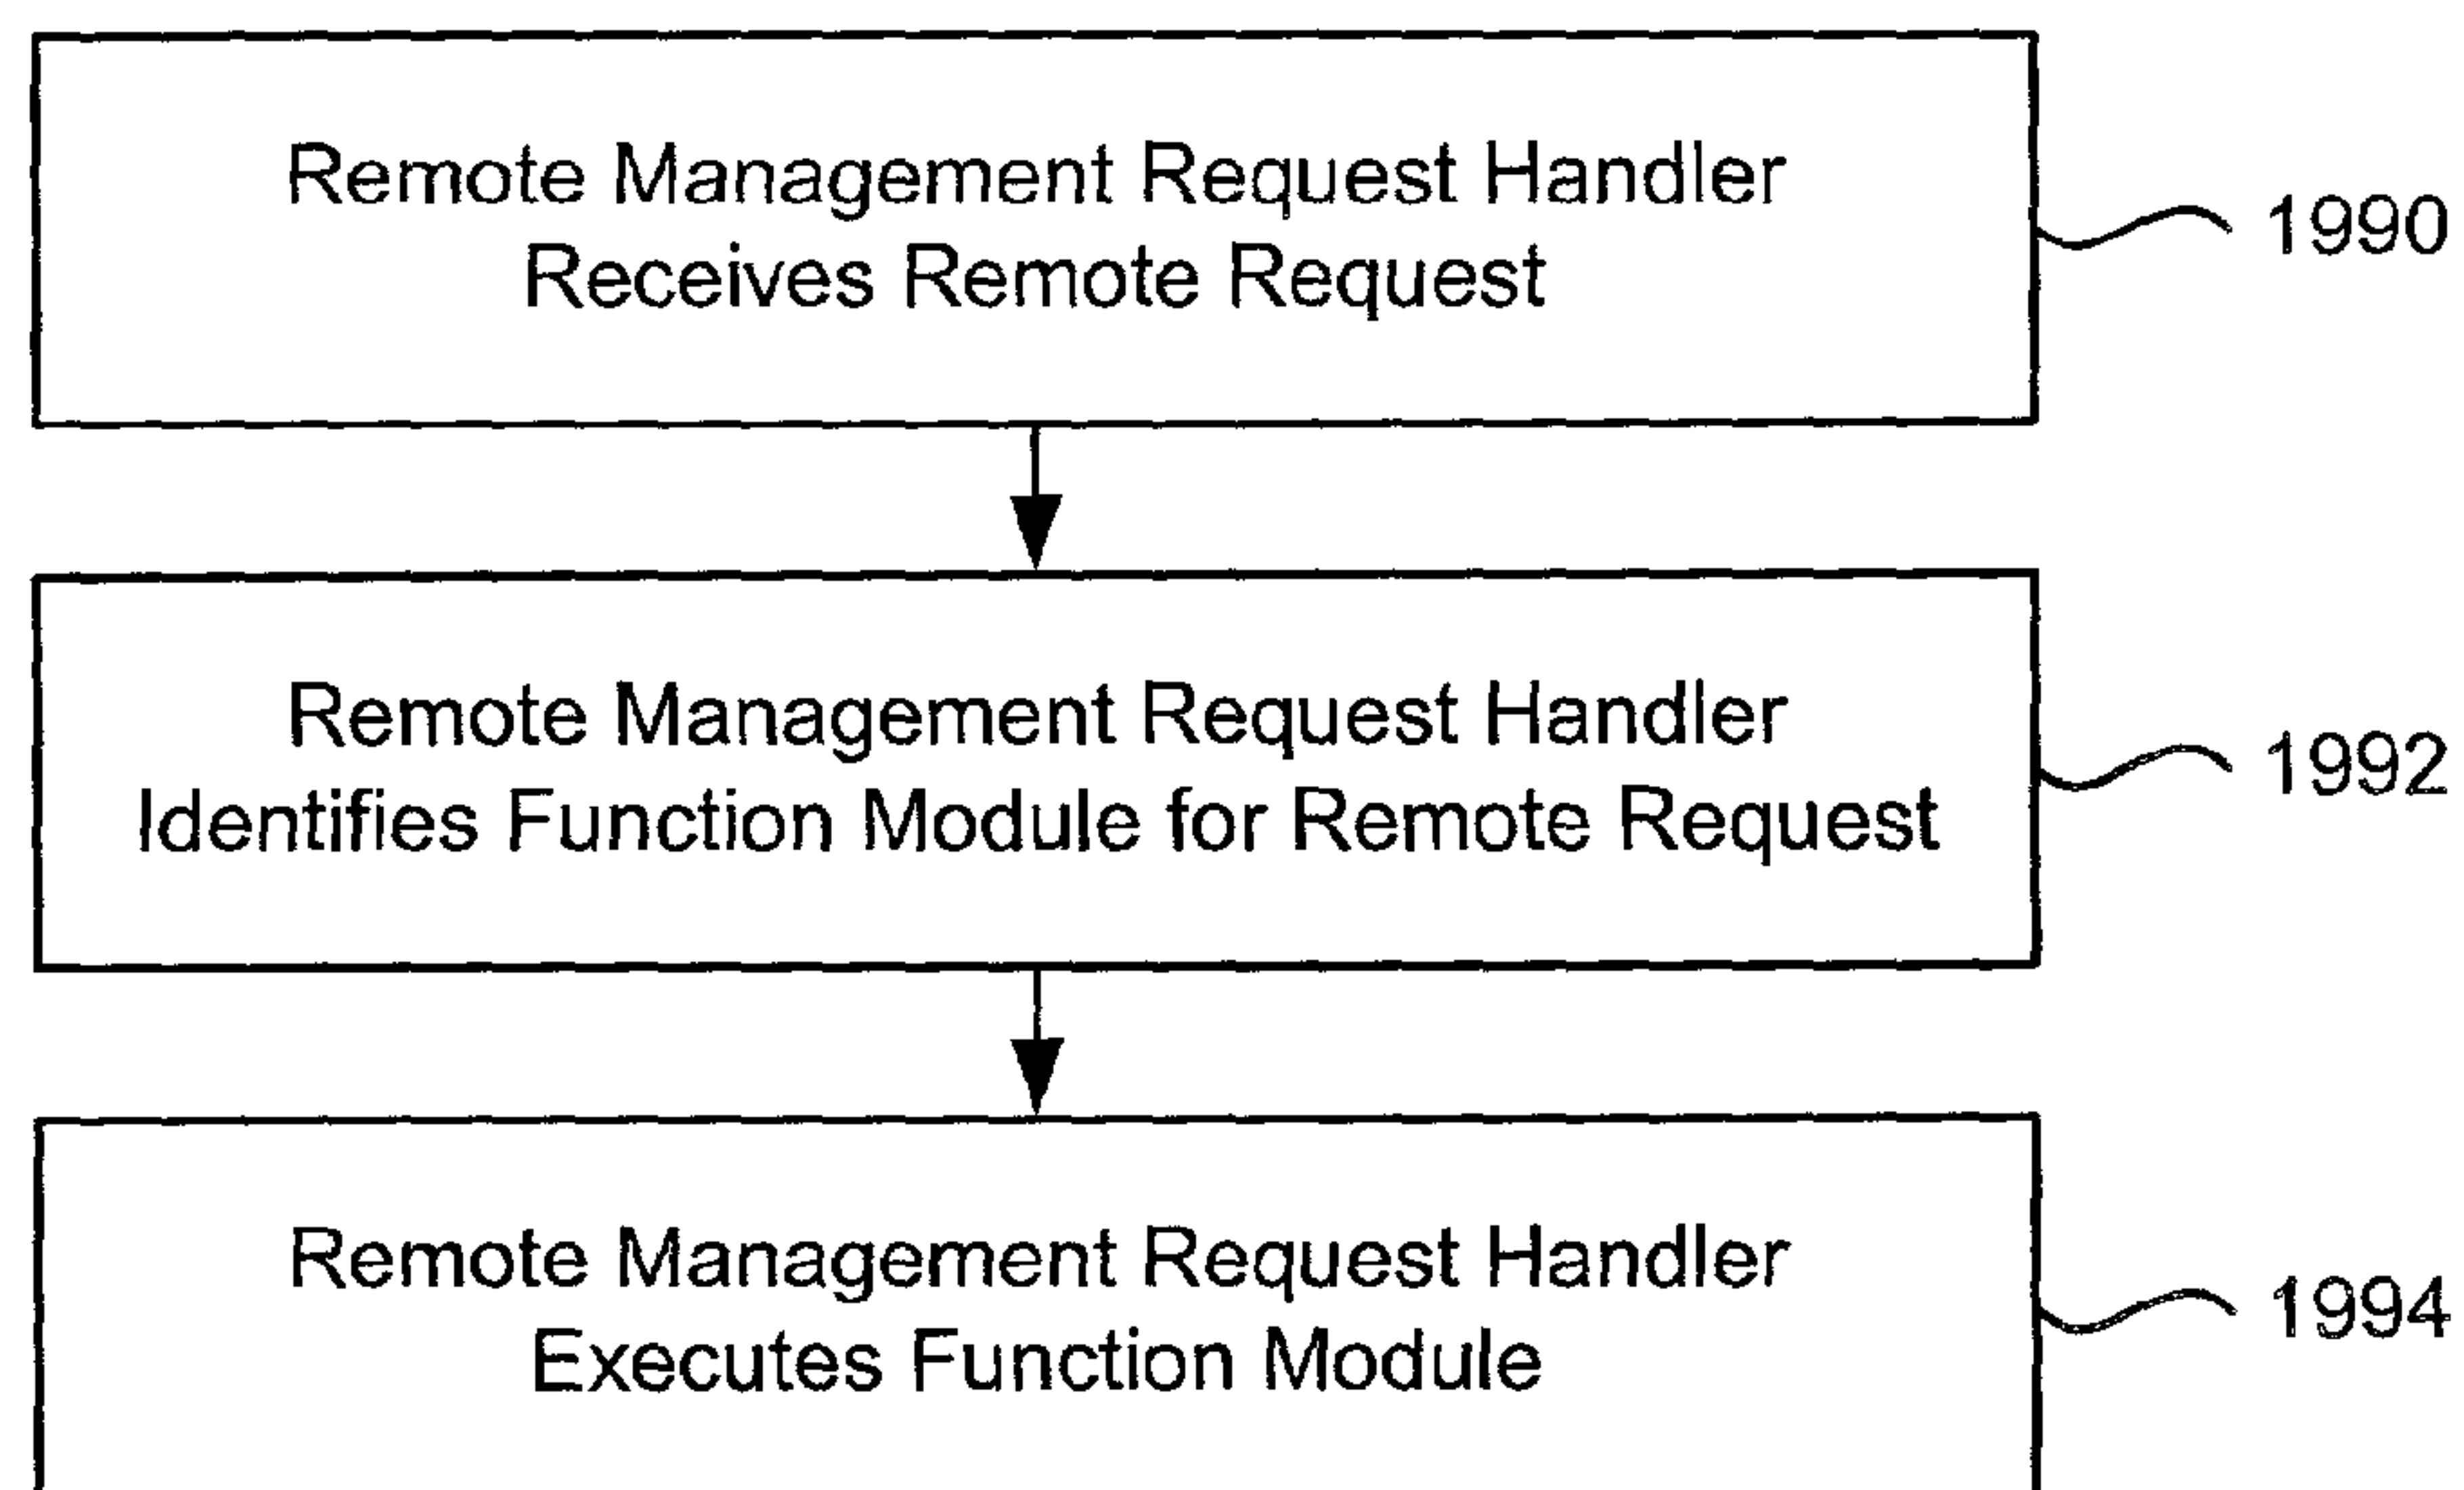 Remote Management Request Handler
Receives Remote Request
1990
Remote Management Request Handler
Identifies Function Module for Remote Request
1992
Remote Management Request Handler
Executes Function Module
1994